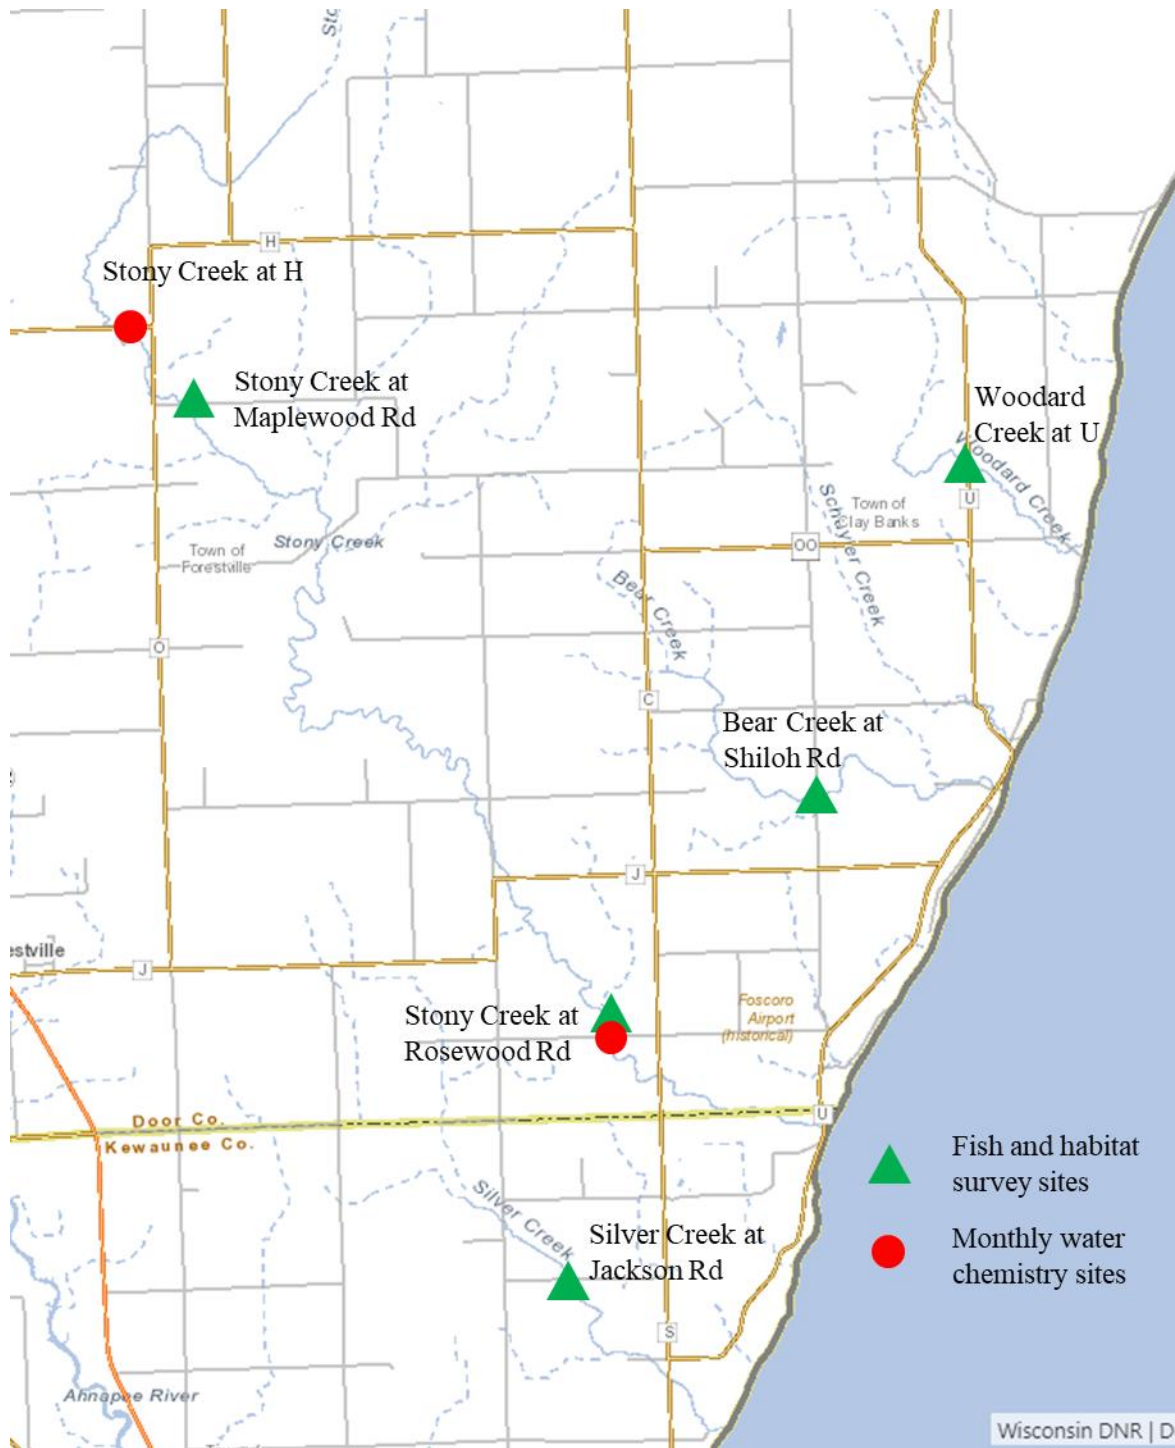 Sto
H
Stony Creek at H
Stony Creek at
Maplewood Rd
Woodard
Creek at U
Woodard Creek
U
Town of
Clay Banks
Schuyler Creek
OO
Stony Creek
Town of
Forestville
Bear Creek
O
C
Bear Creek at
Shiloh Rd
J
estville
J
Stony Creek at
Rosewood Rd
Foscoro
Airport
(historical)
Door Co.
Kewaunee Co.
U
Fish and habitat
survey sites
Silver Creek
Silver Creek at
Jackson Rd
Monthly water
chemistry sites
S
Ahnapee River
Wisconsin DNR | D